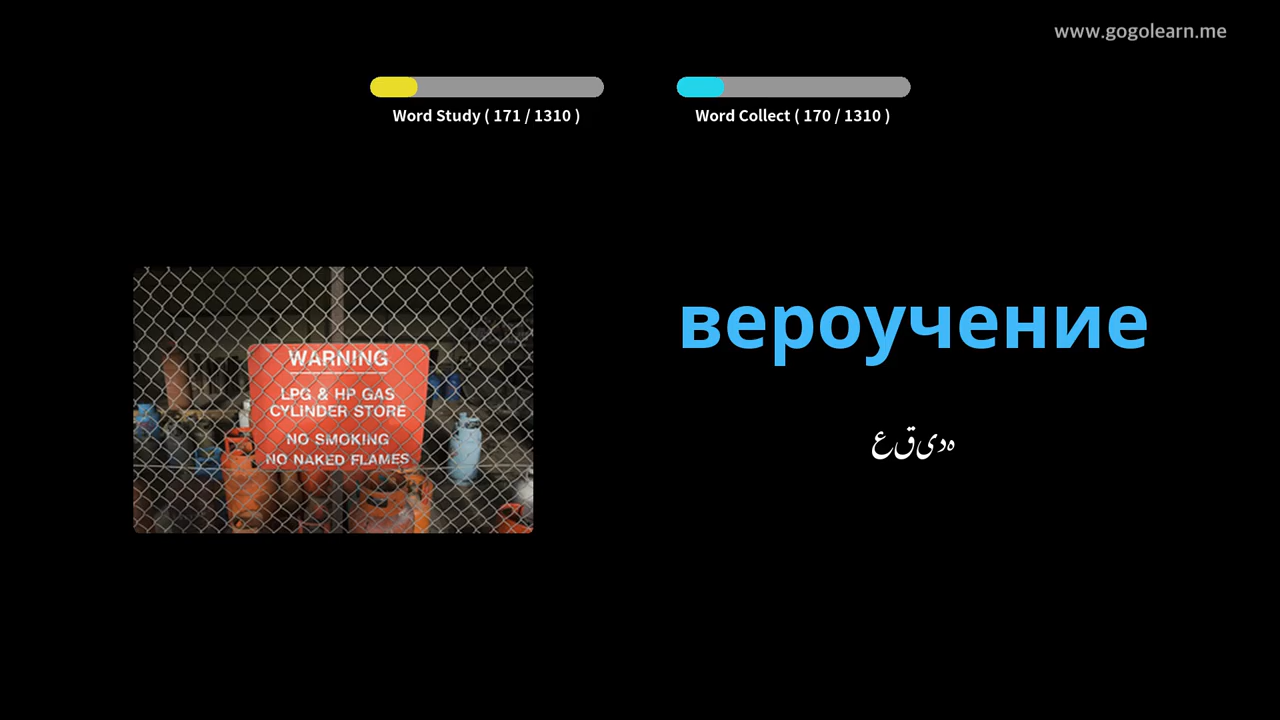 www.gogolearn.me
Word Study ( 171 / 1310 )
Word Collect ( 170 / 1310 )
WARNING
LPG & HP GAS
CYLINDER STORE
NO SMOKING
NO NAKED FLAMES
вероучение
عقیدہ